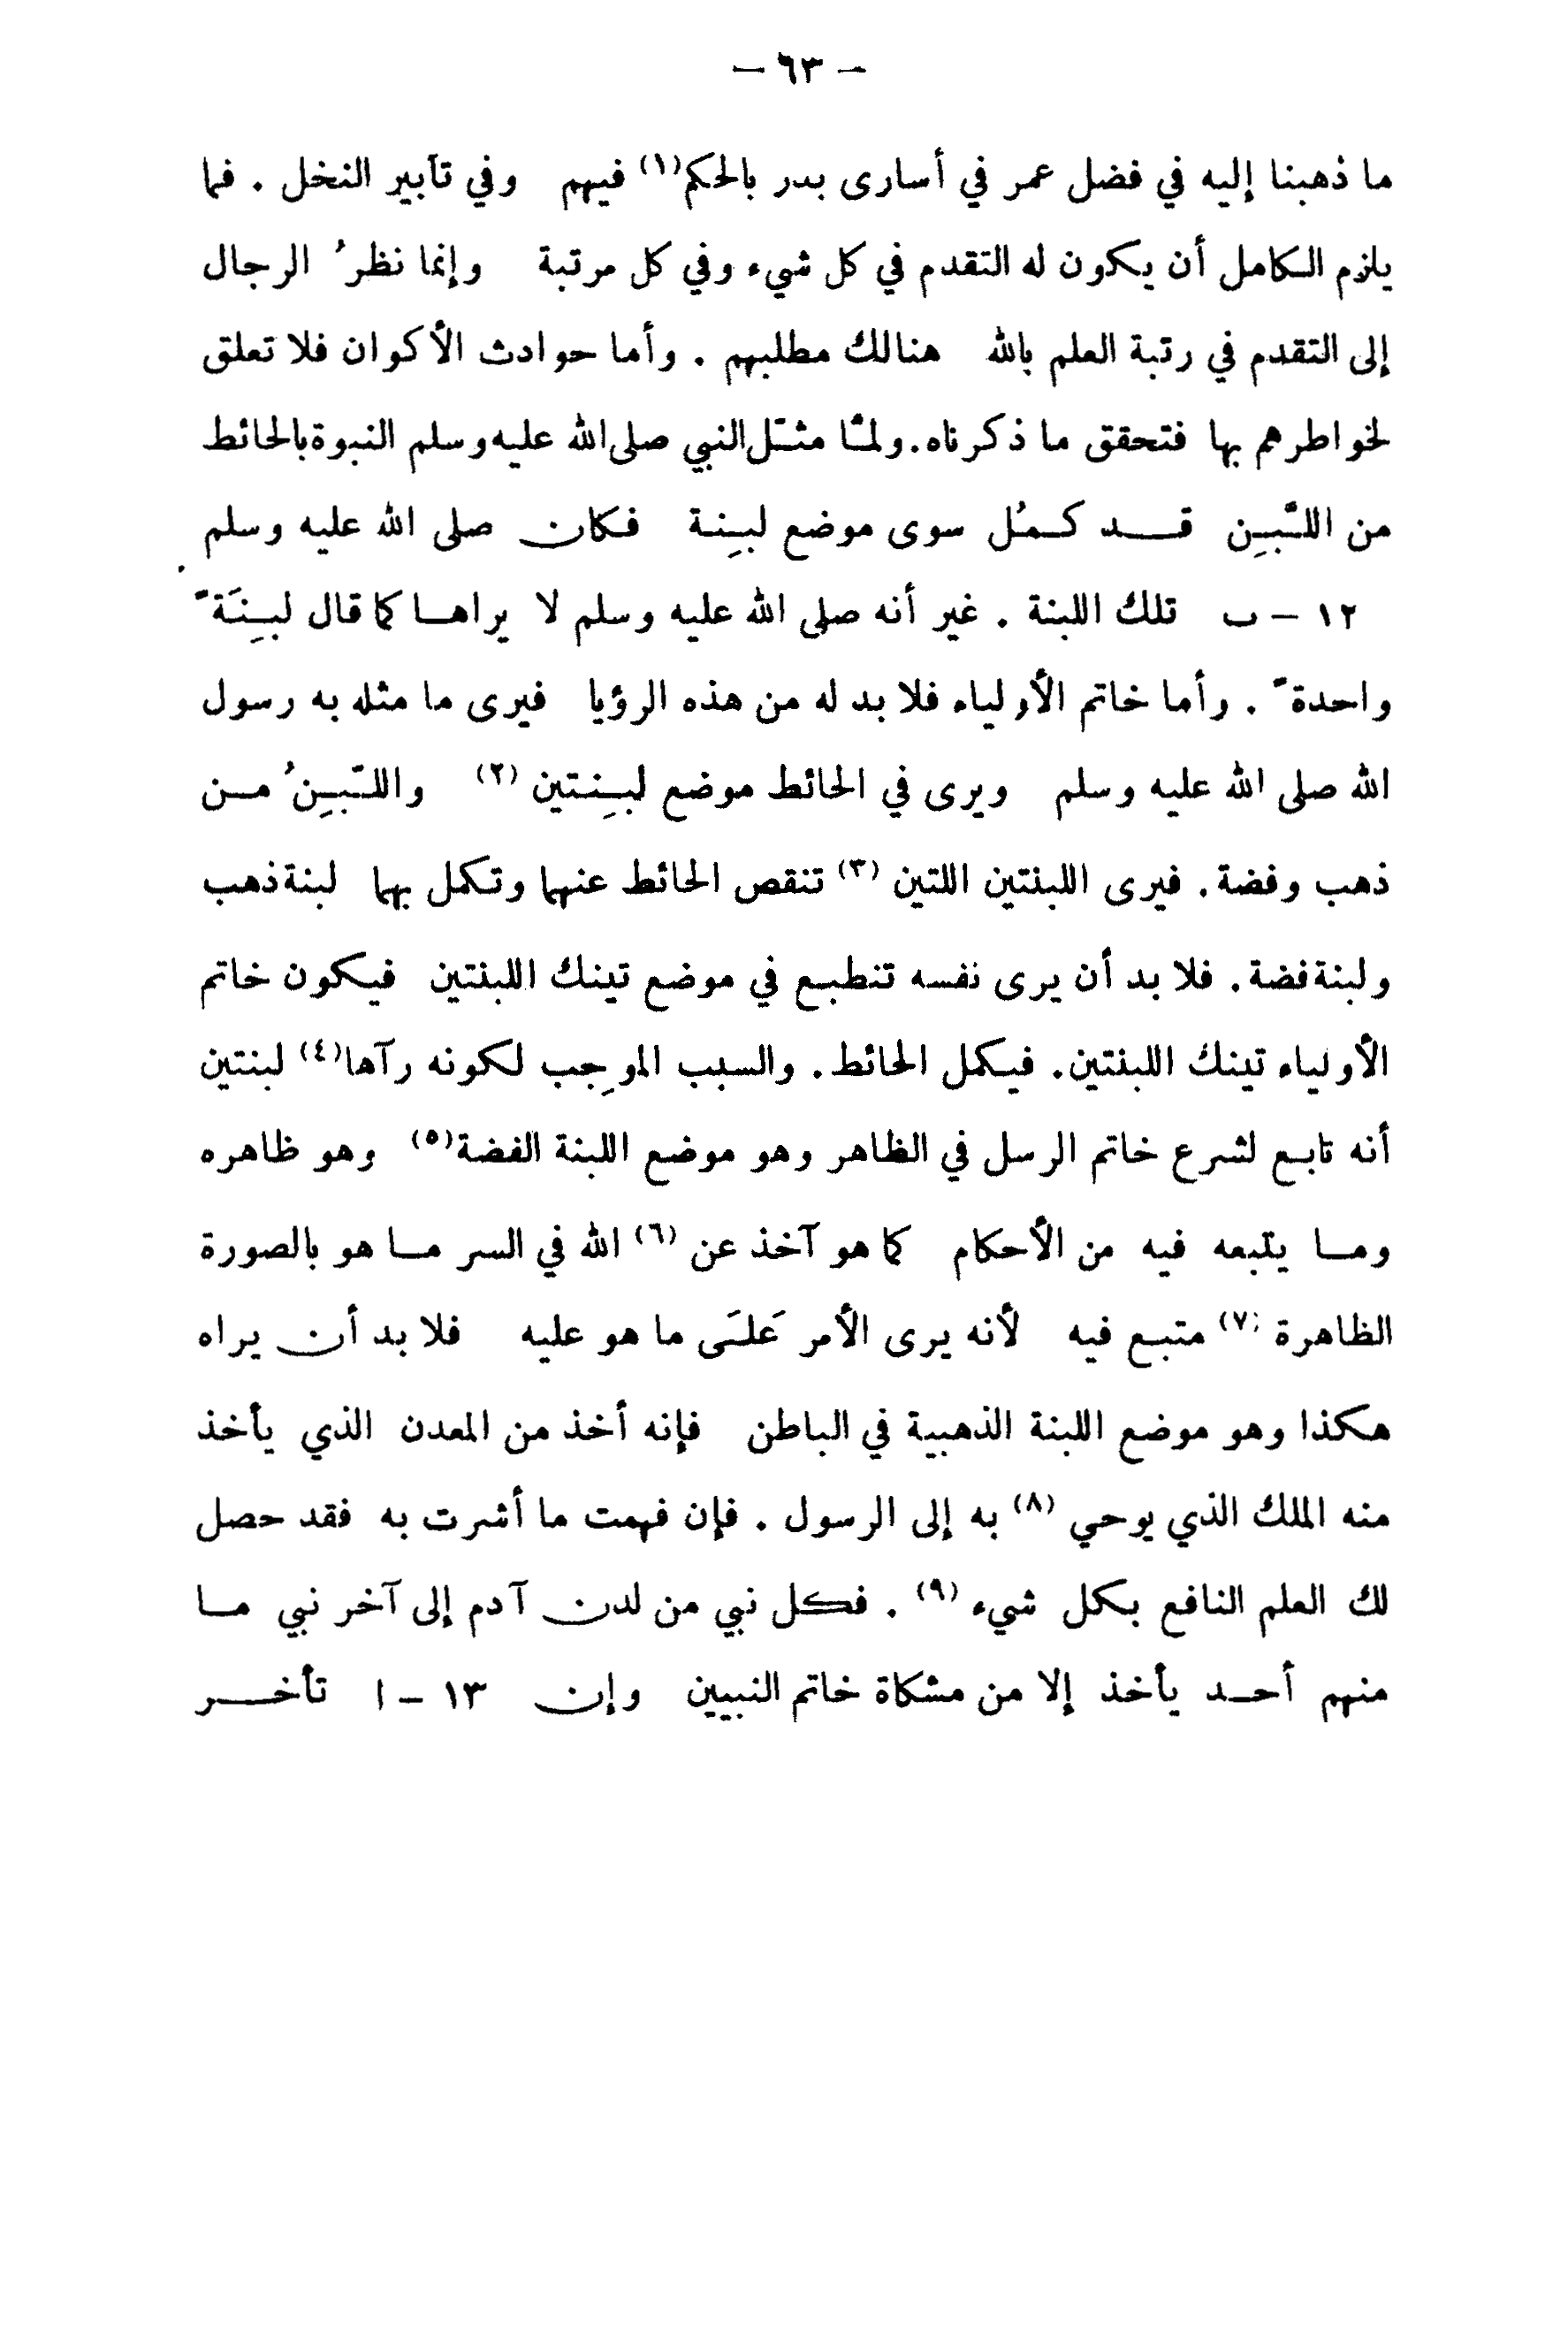 — ٦٣ —
ما ذهبنا إليه في فضل عمر في أسارى بدر بالحكم(١) فيهم وفي تأبير النخل . فما
يلزم الكامل أن يكون له التقدم في كل شيء وفي كل مرتبة وإنما نظرُ الرجال
إلى التقدم في رتبة العلم بالله هنالك مطلبهم . وأما حوادث الأكوان فلا تعلق
لخواطرهم بها فتحقق ما ذكرناه. ولمَّا مثَّل النبي صلى الله عليه وسلم النبوة بالحائط
من اللَّبِن قد كمُل سوى موضع لبِنة فكان صلى الله عليه وسلم
١٢ — ب تلك اللبنة . غير أنه صلى الله عليه وسلم لا يراها كما قال لبِنَةً
واحدةً . وأما خاتم الأولياء فلا بد له من هذه الرؤيا فيرى ما مثله به رسول
الله صلى الله عليه وسلم ويرى في الحائط موضع لبِنتين (٢) واللَّبِنُ من
ذهب وفضة . فيرى اللبنتين اللتين (٣) تنقص الحائط عنهما وتكمل بهما لبنة ذهب
ولبنة فضة . فلا بد أن يرى نفسه تنطبع في موضع تينك اللبنتين فيكون خاتم
الأولياء تينك اللبنتين . فيكمل الحائط . والسبب الموجِب لكونه رآها(٤) لبنتين
أنه تابع لشرع خاتم الرسل في الظاهر وهو موضع اللبنة الفضة(٥) وهو ظاهره
وما يتبعه فيه من الأحكام كما هو آخذ عن (٦) الله في السر ما هو بالصورة
الظاهرة (٧) متبع فيه لأنه يرى الأمر عَلَى ما هو عليه فلا بد أن يراه
هكذا وهو موضع اللبنة الذهبية في الباطن فإنه أخذ من المعدن الذي يأخذ
منه الملك الذي يوحي (٨) به إلى الرسول . فإن فهمت ما أشرت به فقد حصل
لك العلم النافع بكل شيء (٩) . فكل نبي من لدن آدم إلى آخر نبي ما
منهم أحد يأخذ إلا من مشكاة خاتم النبيين وإن ١٣ — ا تأخر